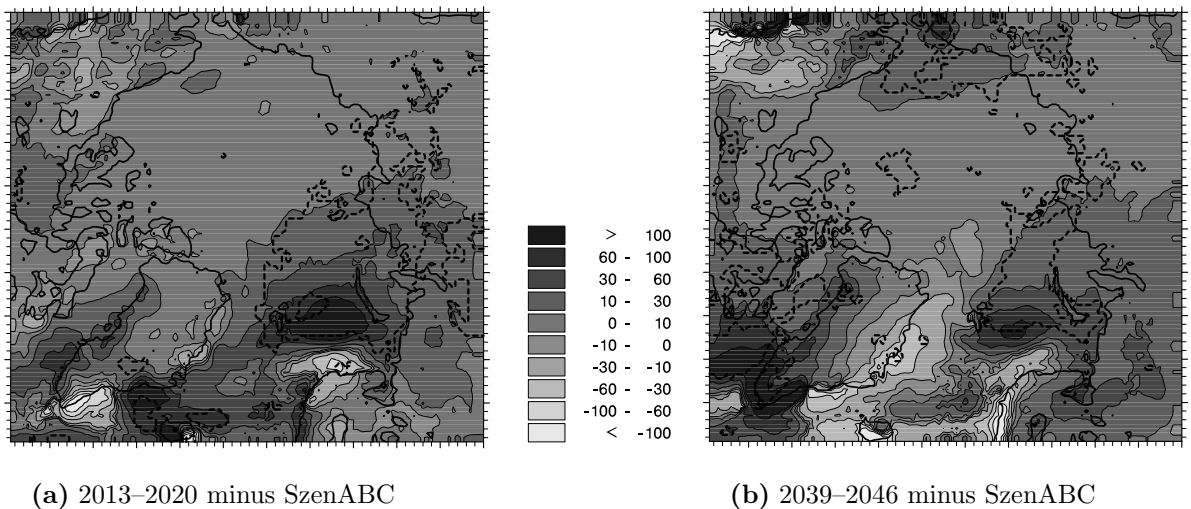 > 100
60 - 100
30 - 60
10 - 30
0 - 10
-10 - 0
-30 - -10
-60 - -30
-100 - -60
< -100
(a) 2013–2020 minus SzenABC
(b) 2039–2046 minus SzenABC